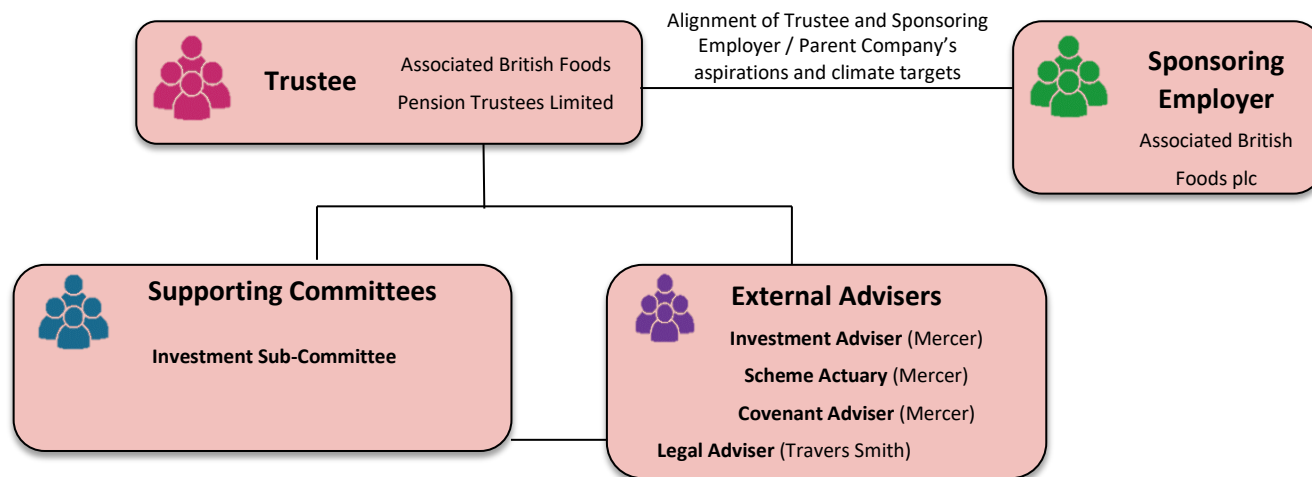 Trustee
Associated British Foods
Pension Trustees Limited
Alignment of Trustee and Sponsoring
Employer / Parent Company's
aspirations and climate targets
Sponsoring
Employer
Associated British
Foods plc
Supporting Committees
Investment Sub-Committee
External Advisers
Investment Adviser (Mercer)
Scheme Actuary (Mercer)
Covenant Adviser (Mercer)
Legal Adviser (Travers Smith)